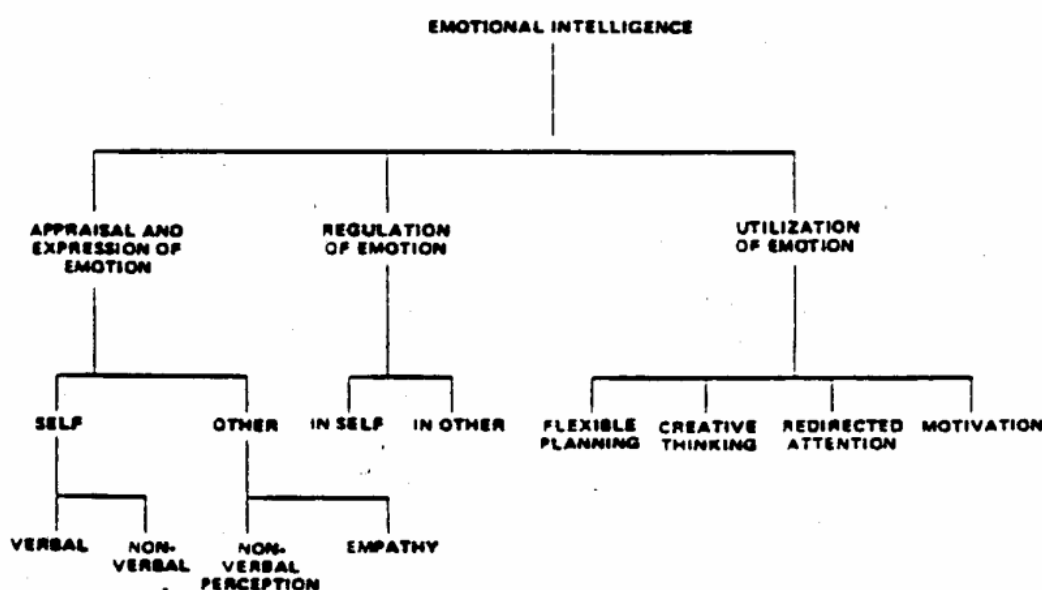 EMOTIONAL INTELLIGENCE
APPRAISAL AND
EXPRESSION OF
EMOTION
REGULATION
OF EMOTION
UTILIZATION
OF EMOTION
SELF
OTHER
IN SELF
IN OTHER
FLEXIBLE
PLANNING
CREATIVE
THINKING
REDIRECTED
ATTENTION
MOTIVATION
VERBAL
NON-
VERBAL
NON-
VERBAL
PERCEPTION
EMPATHY